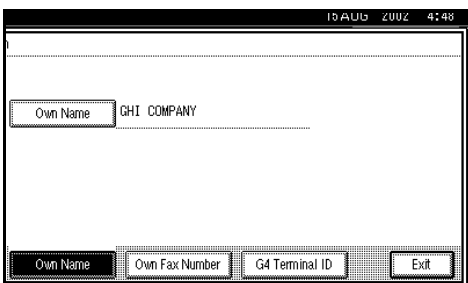 15 AUG 2002 4:48
Own Name GHI COMPANY
Own Name Own Fax Number G4 Terminal ID Exit